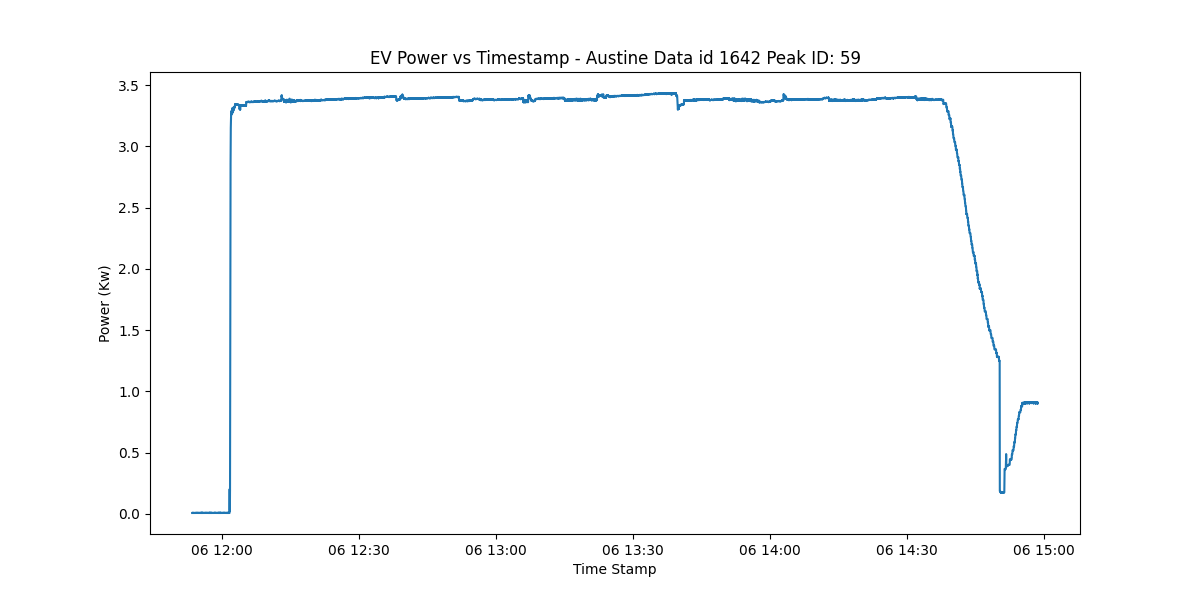 EV Power vs Timestamp - Austine Data id 1642 Peak ID: 59
3.5
3.0
2.5
2.0
1.5
1.0
0.5
0.0
Power (Kw)
06 12:00 06 12:30 06 13:00 06 13:30 06 14:00 06 14:30 06 15:00
Time Stamp